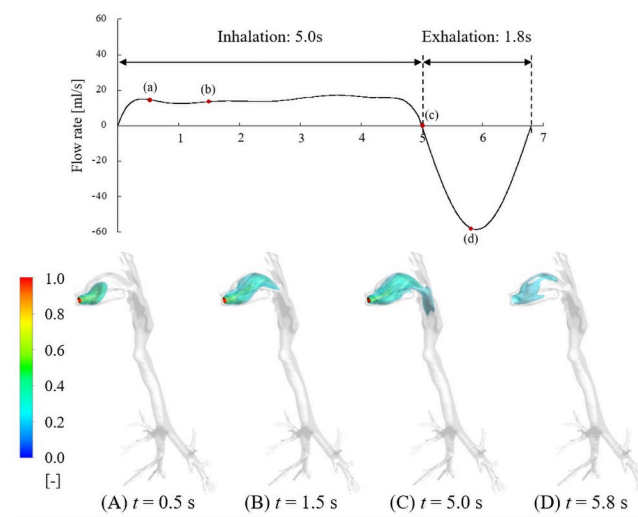 60
Inhalation: 5.0s
Exhalation: 1.8s
40
20
(a)
(b)
(c)
0
1
2
3
4
5
6
7
-20
-40
-60
(d)
Flow rate [ml/s]
1.0
0.8
0.6
0.4
0.2
0.0
[-]
(A) t = 0.5 s
(B) t = 1.5 s
(C) t = 5.0 s
(D) t = 5.8 s